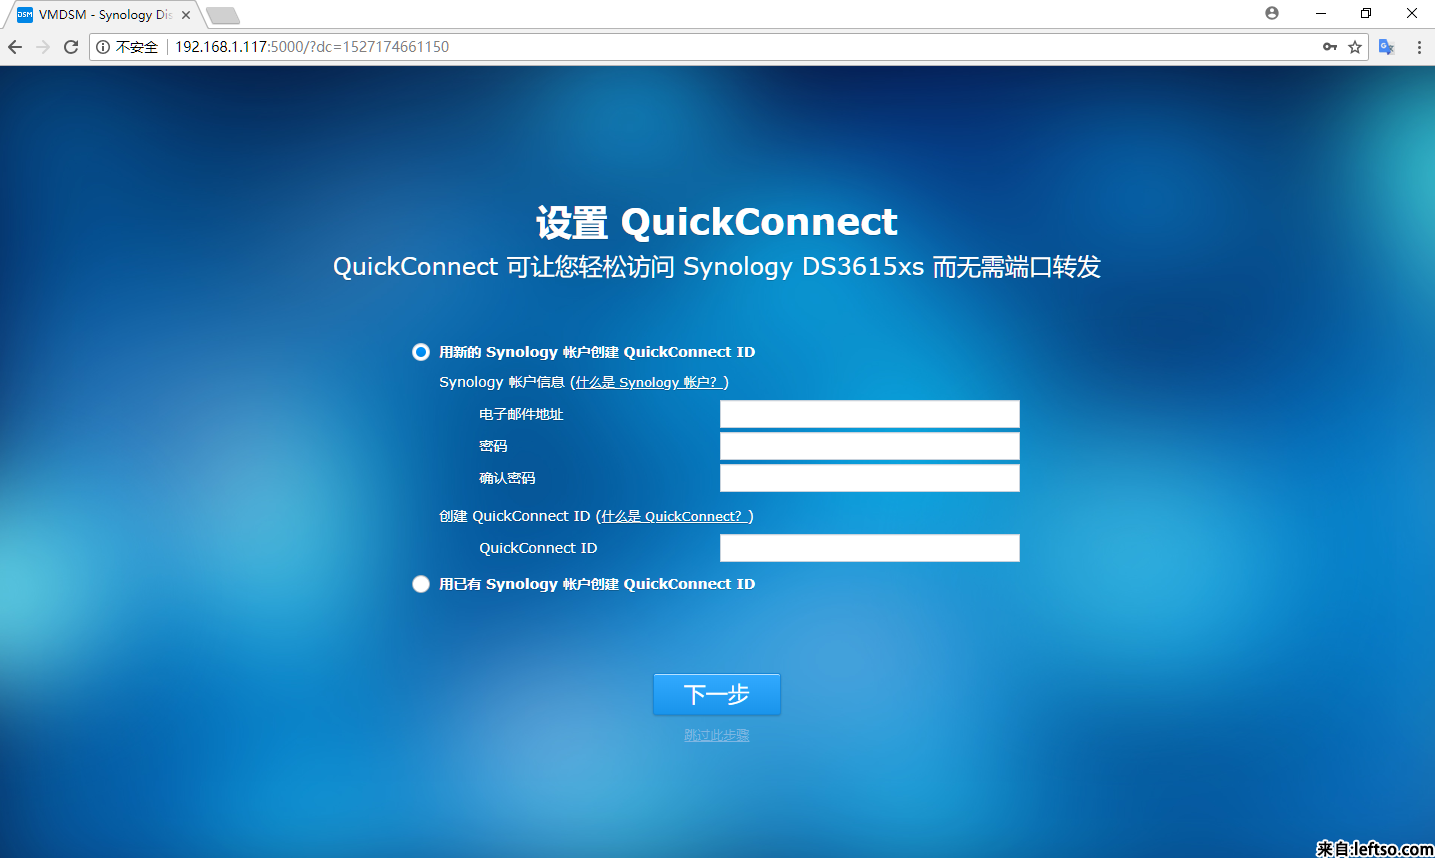 DSM VMDSM - Synology Dis
不安全 192.168.1.117:5000/?dc=1527174661150
设置 QuickConnect
QuickConnect 可让您轻松访问 Synology DS3615xs 而无需端口转发
用新的 Synology 帐户创建 QuickConnect ID
Synology 帐户信息 (什么是 Synology 帐户? )
电子邮件地址
密码
确认密码
创建 QuickConnect ID (什么是 QuickConnect? )
QuickConnect ID
用已有 Synology 帐户创建 QuickConnect ID
下一步
跳过此步骤
来自:leftso.com